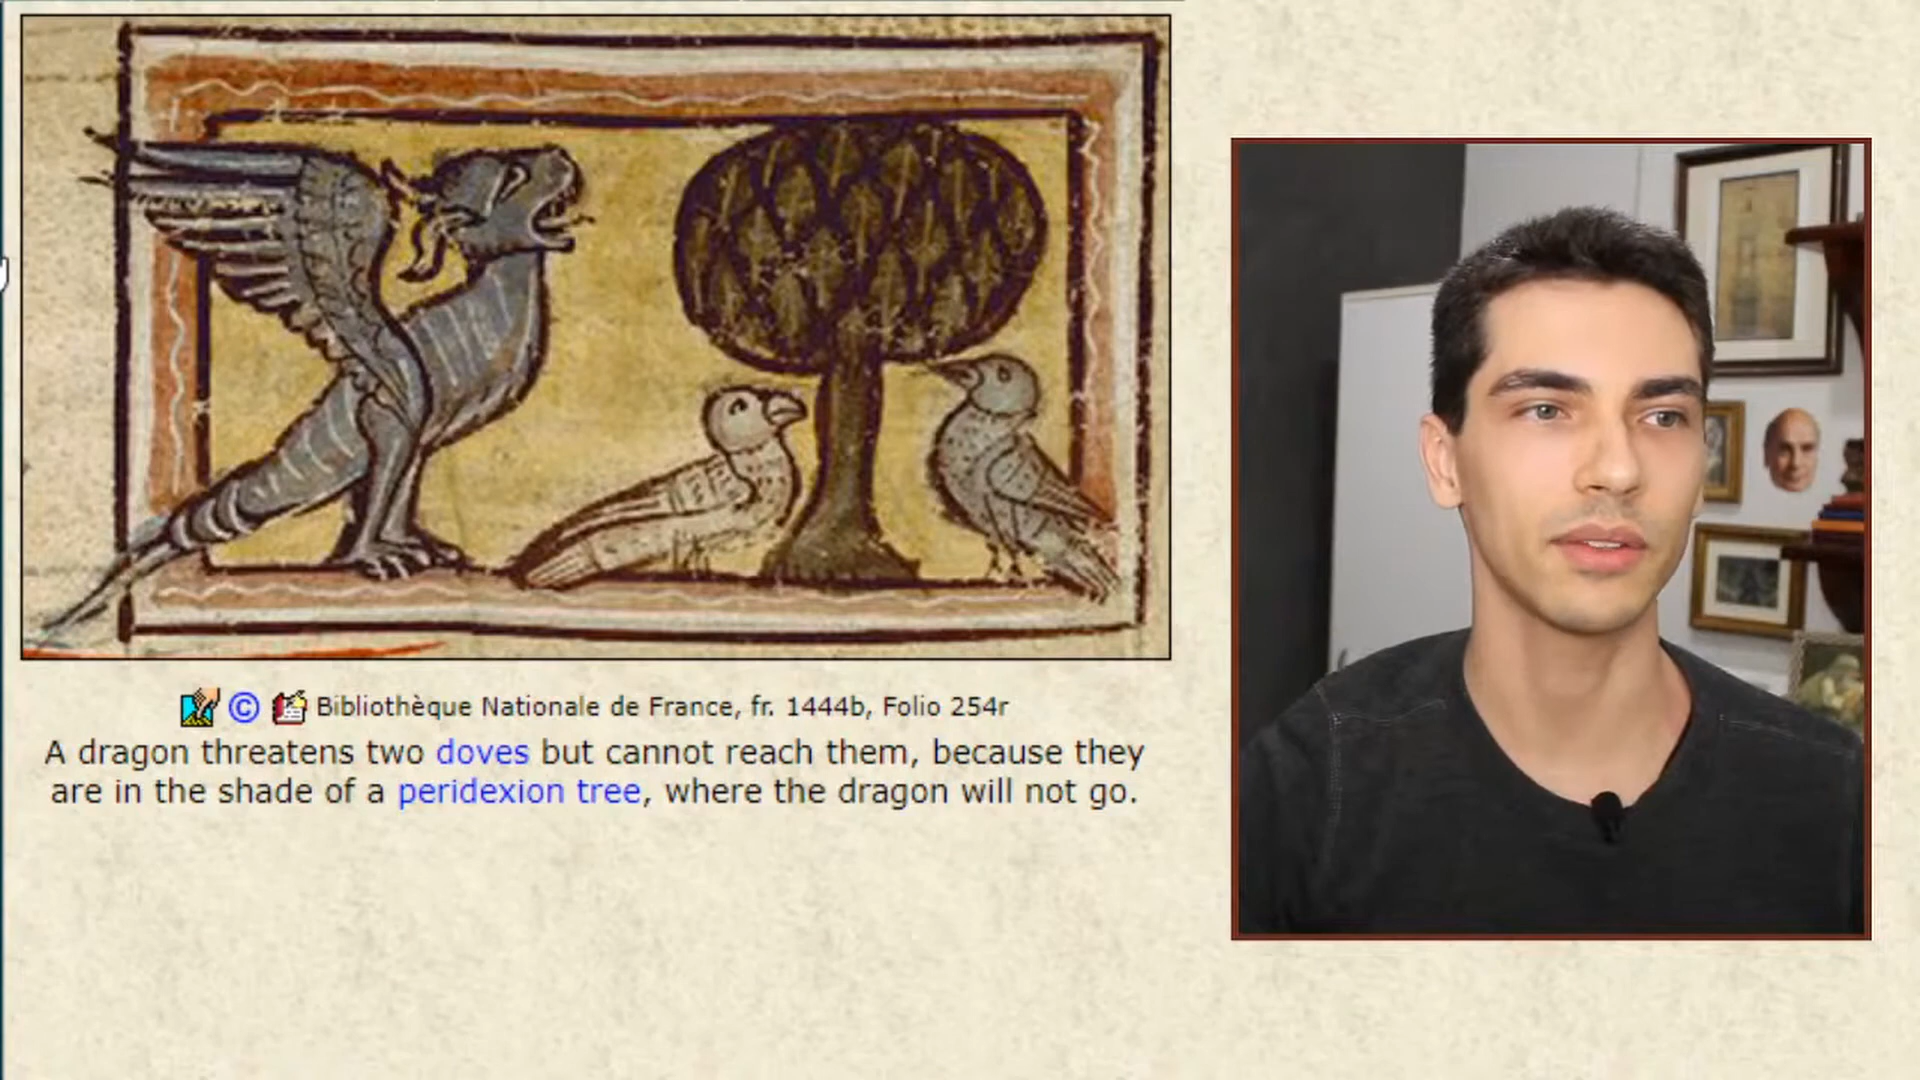 © Bibliothèque Nationale de France, fr. 1444b, Folio 254r
A dragon threatens two doves but cannot reach them, because they
are in the shade of a peridexion tree, where the dragon will not go.